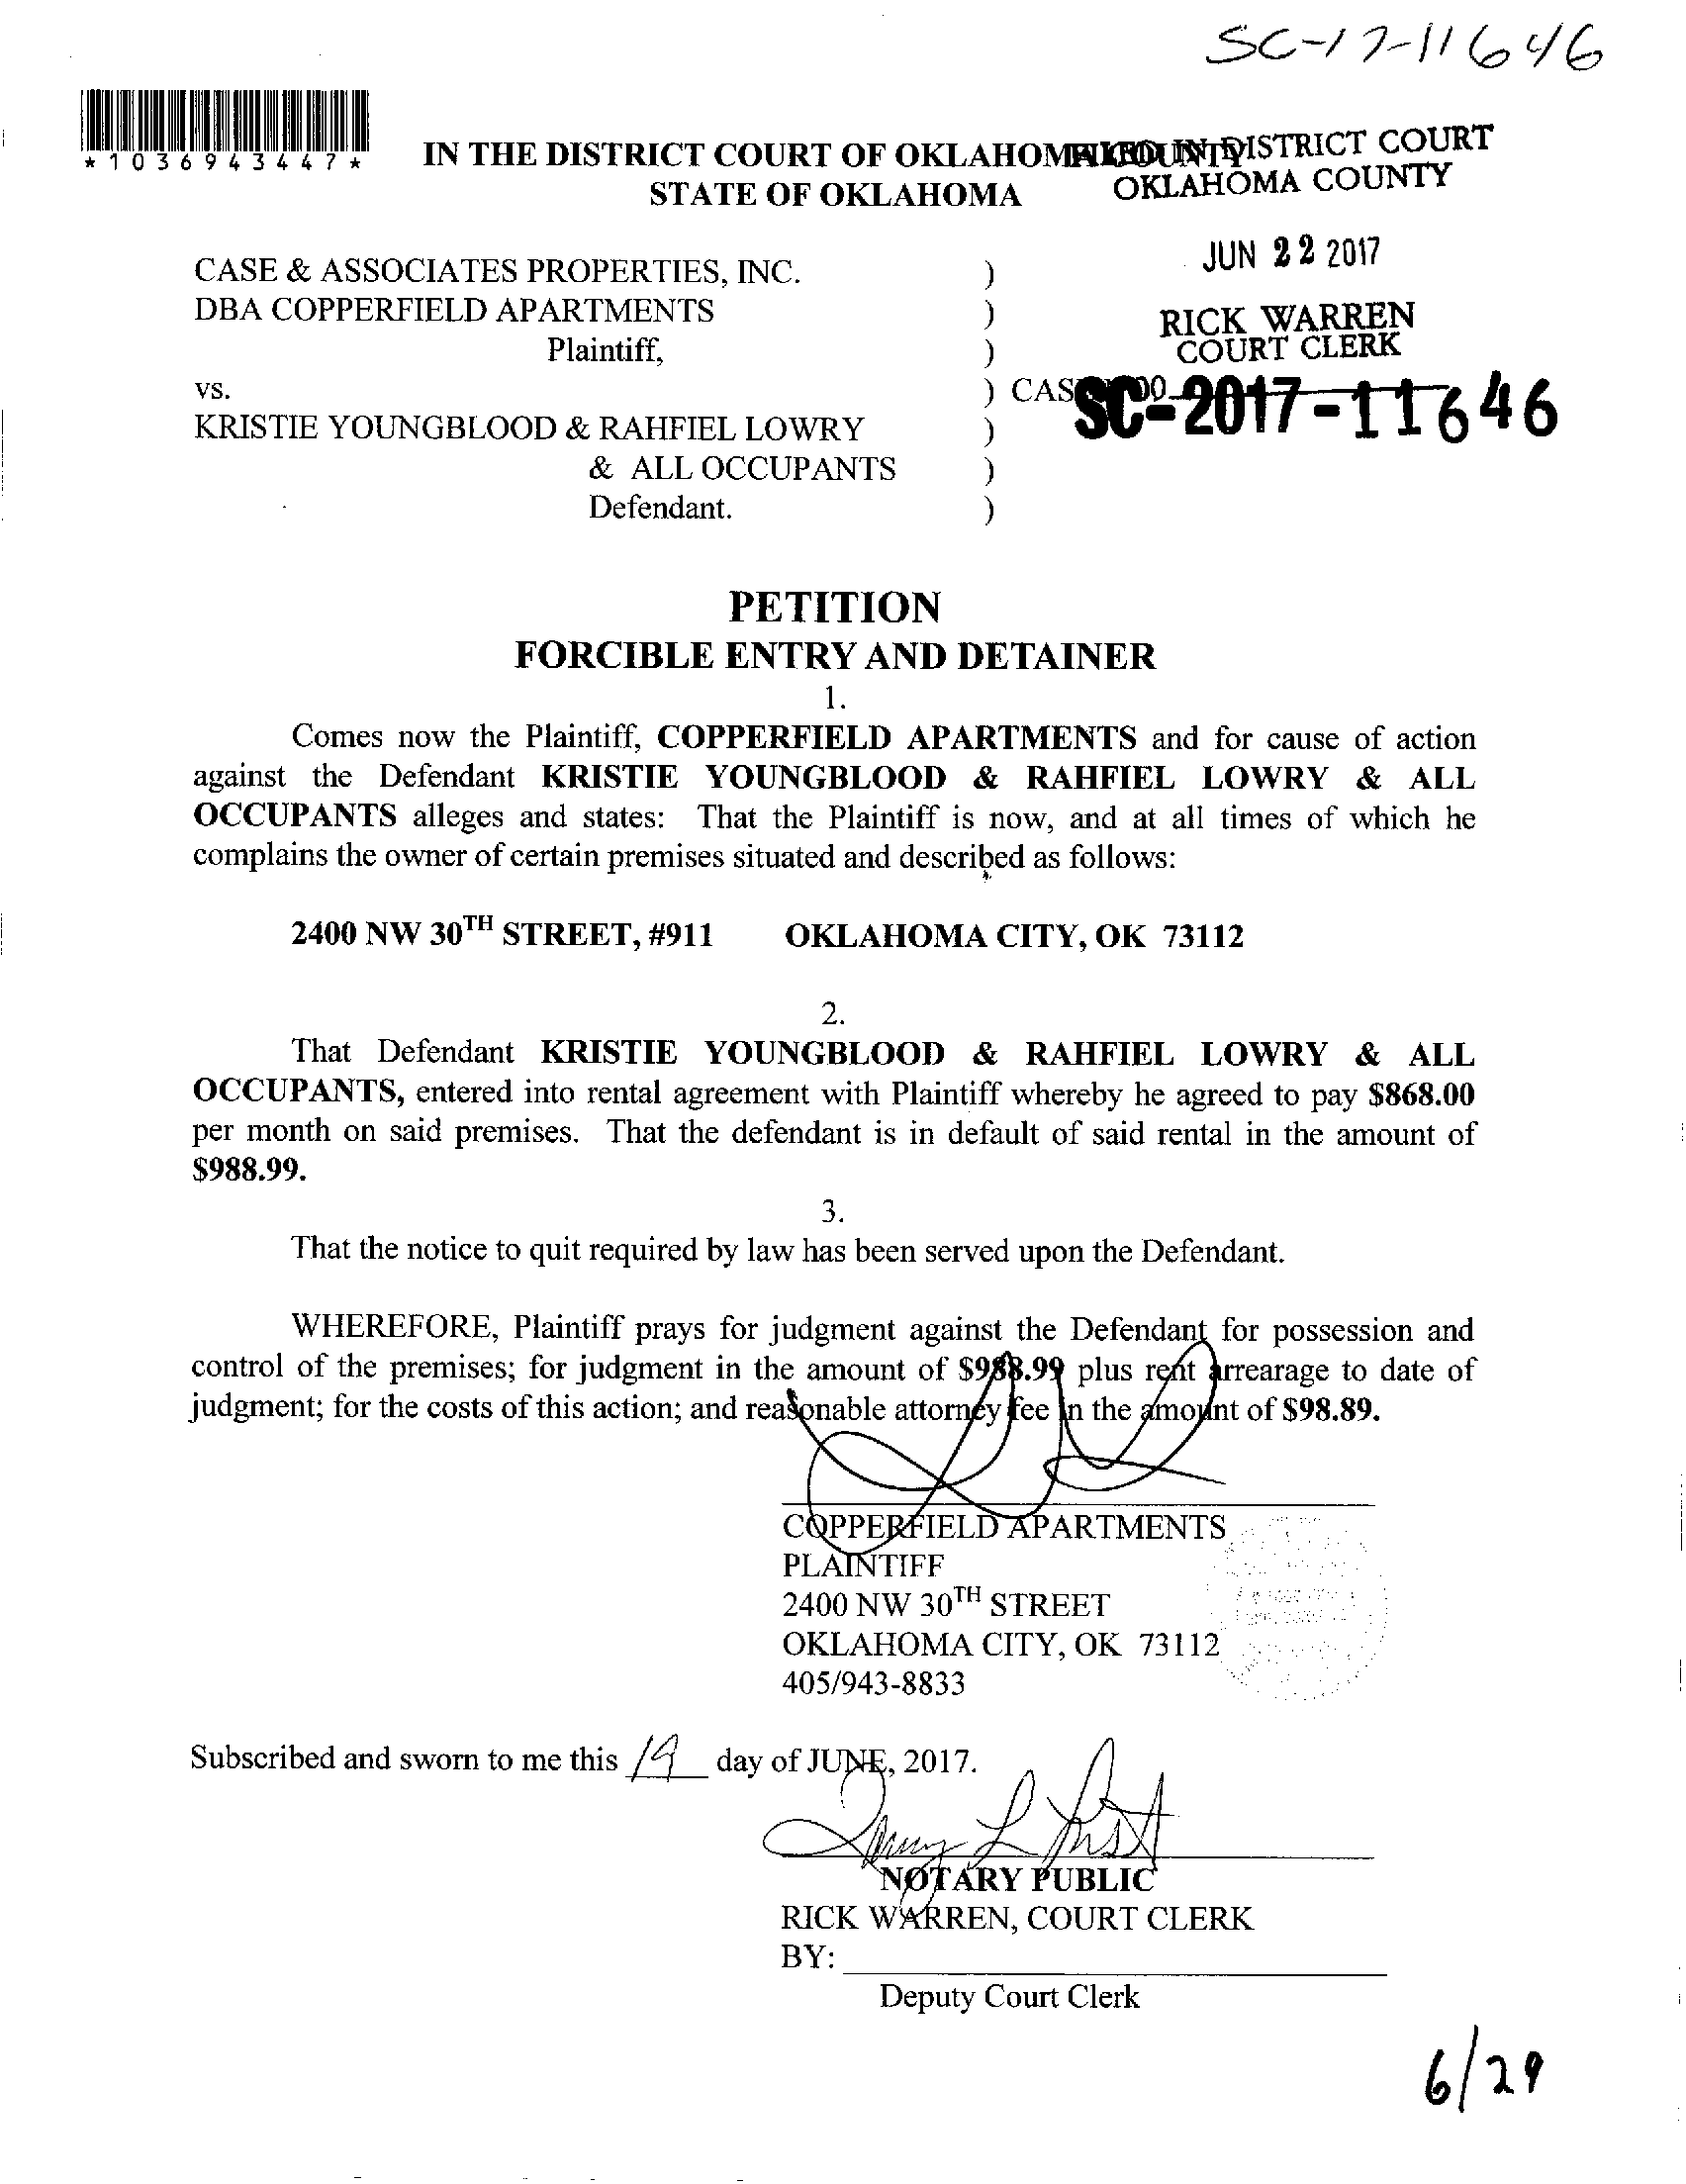 SC-17-11646
*1036943447*
IN THE DISTRICT COURT OF OKLAHOMA COUNTY
STATE OF OKLAHOMA
FILED IN DISTRICT COURT
OKLAHOMA COUNTY
JUN 22 2017
RICK WARREN
COURT CLERK
CASE & ASSOCIATES PROPERTIES, INC. )
DBA COPPERFIELD APARTMENTS )
Plaintiff, )
vs. ) CAS
SC-2017-11646
KRISTIE YOUNGBLOOD & RAHFIEL LOWRY )
& ALL OCCUPANTS )
Defendant. )
PETITION
FORCIBLE ENTRY AND DETAINER
1.
Comes now the Plaintiff, COPPERFIELD APARTMENTS and for cause of action
against the Defendant KRISTIE YOUNGBLOOD & RAHFIEL LOWRY & ALL
OCCUPANTS alleges and states: That the Plaintiff is now, and at all times of which he
complains the owner of certain premises situated and described as follows:
2400 NW 30TH STREET, #911 OKLAHOMA CITY, OK 73112
2.
That Defendant KRISTIE YOUNGBLOOD & RAHFIEL LOWRY & ALL
OCCUPANTS, entered into rental agreement with Plaintiff whereby he agreed to pay $868.00
per month on said premises. That the defendant is in default of said rental in the amount of
$988.99.
3.
That the notice to quit required by law has been served upon the Defendant.
WHEREFORE, Plaintiff prays for judgment against the Defendant for possession and
control of the premises; for judgment in the amount of $988.99 plus rent arrearage to date of
judgment; for the costs of this action; and reasonable attorney fee in the amount of $98.89.
COPPERFIELD APARTMENTS
PLAINTIFF
2400 NW 30TH STREET
OKLAHOMA CITY, OK 73112
405/943-8833
Subscribed and sworn to me this 19 day of JUNE, 2017.
NOTARY PUBLIC
RICK WARREN, COURT CLERK
BY:
Deputy Court Clerk
6/29